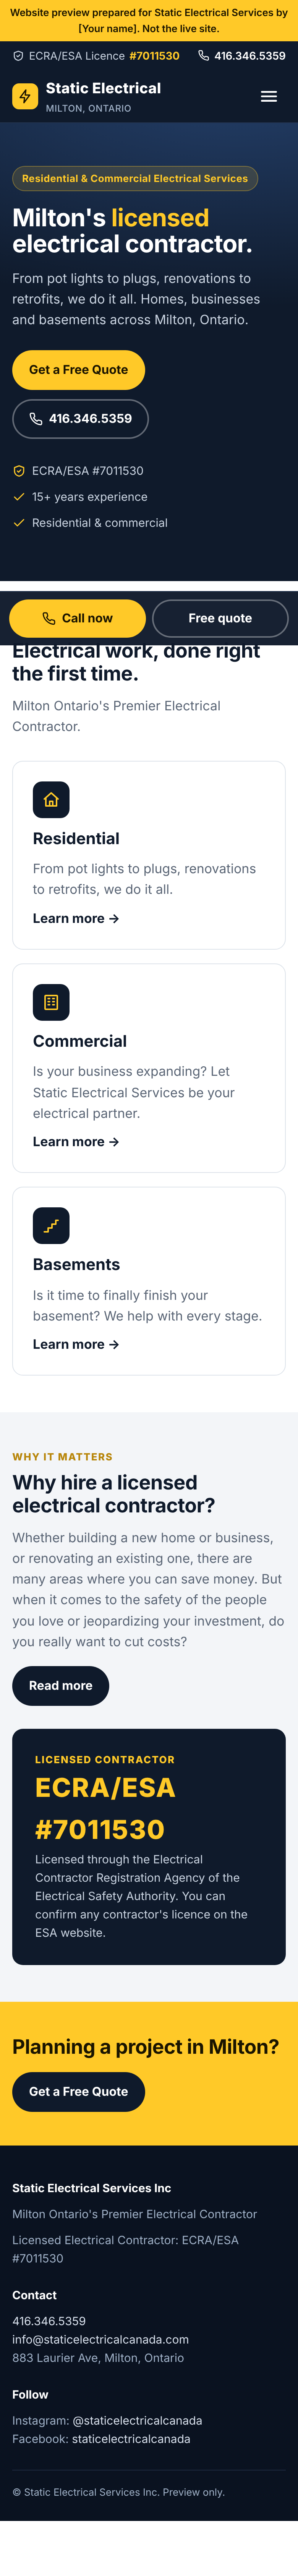 Website preview prepared for Static Electrical Services by
[Your name]. Not the live site.
ECRA/ESA Licence #7011530 416.346.5359
Static Electrical
MILTON, ONTARIO
Residential & Commercial Electrical Services
Milton's licensed
electrical contractor.
From pot lights to plugs, renovations to
retrofits, we do it all. Homes, businesses
and basements across Milton, Ontario.
Get a Free Quote
416.346.5359
ECRA/ESA #7011530
15+ years experience
Residential & commercial
Call now Free quote
Electrical work, done right
the first time.
Milton Ontario's Premier Electrical
Contractor.
Residential
From pot lights to plugs, renovations
to retrofits, we do it all.
Learn more →
Commercial
Is your business expanding? Let
Static Electrical Services be your
electrical partner.
Learn more →
Basements
Is it time to finally finish your
basement? We help with every stage.
Learn more →
WHY IT MATTERS
Why hire a licensed
electrical contractor?
Whether building a new home or business,
or renovating an existing one, there are
many areas where you can save money. But
when it comes to the safety of the people
you love or jeopardizing your investment, do
you really want to cut costs?
Read more
LICENSED CONTRACTOR
ECRA/ESA
#7011530
Licensed through the Electrical
Contractor Registration Agency of the
Electrical Safety Authority. You can
confirm any contractor's licence on the
ESA website.
Planning a project in Milton?
Get a Free Quote
Static Electrical Services Inc
Milton Ontario's Premier Electrical Contractor
Licensed Electrical Contractor: ECRA/ESA
#7011530
Contact
416.346.5359
info@staticelectricalcanada.com
883 Laurier Ave, Milton, Ontario
Follow
Instagram: @staticelectricalcanada
Facebook: staticelectricalcanada
© Static Electrical Services Inc. Preview only.